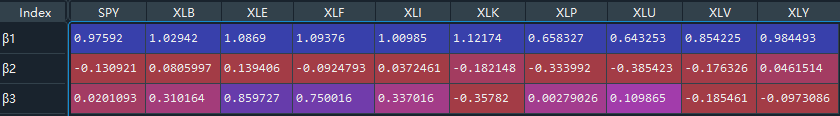 Index SPY XLB XLE XLF XLI XLK XLP XLU XLV XLY
β1 0.97592 1.02942 1.0869 1.09376 1.00985 1.12174 0.658327 0.643253 0.854225 0.984493
β2 -0.130921 0.0805997 0.139406 -0.0924793 0.0372461 -0.182148 -0.333992 -0.385423 -0.176326 0.0461514
β3 0.0201093 0.310164 0.859727 0.750016 0.337016 -0.35782 0.00279026 0.109865 -0.185461 -0.0973086